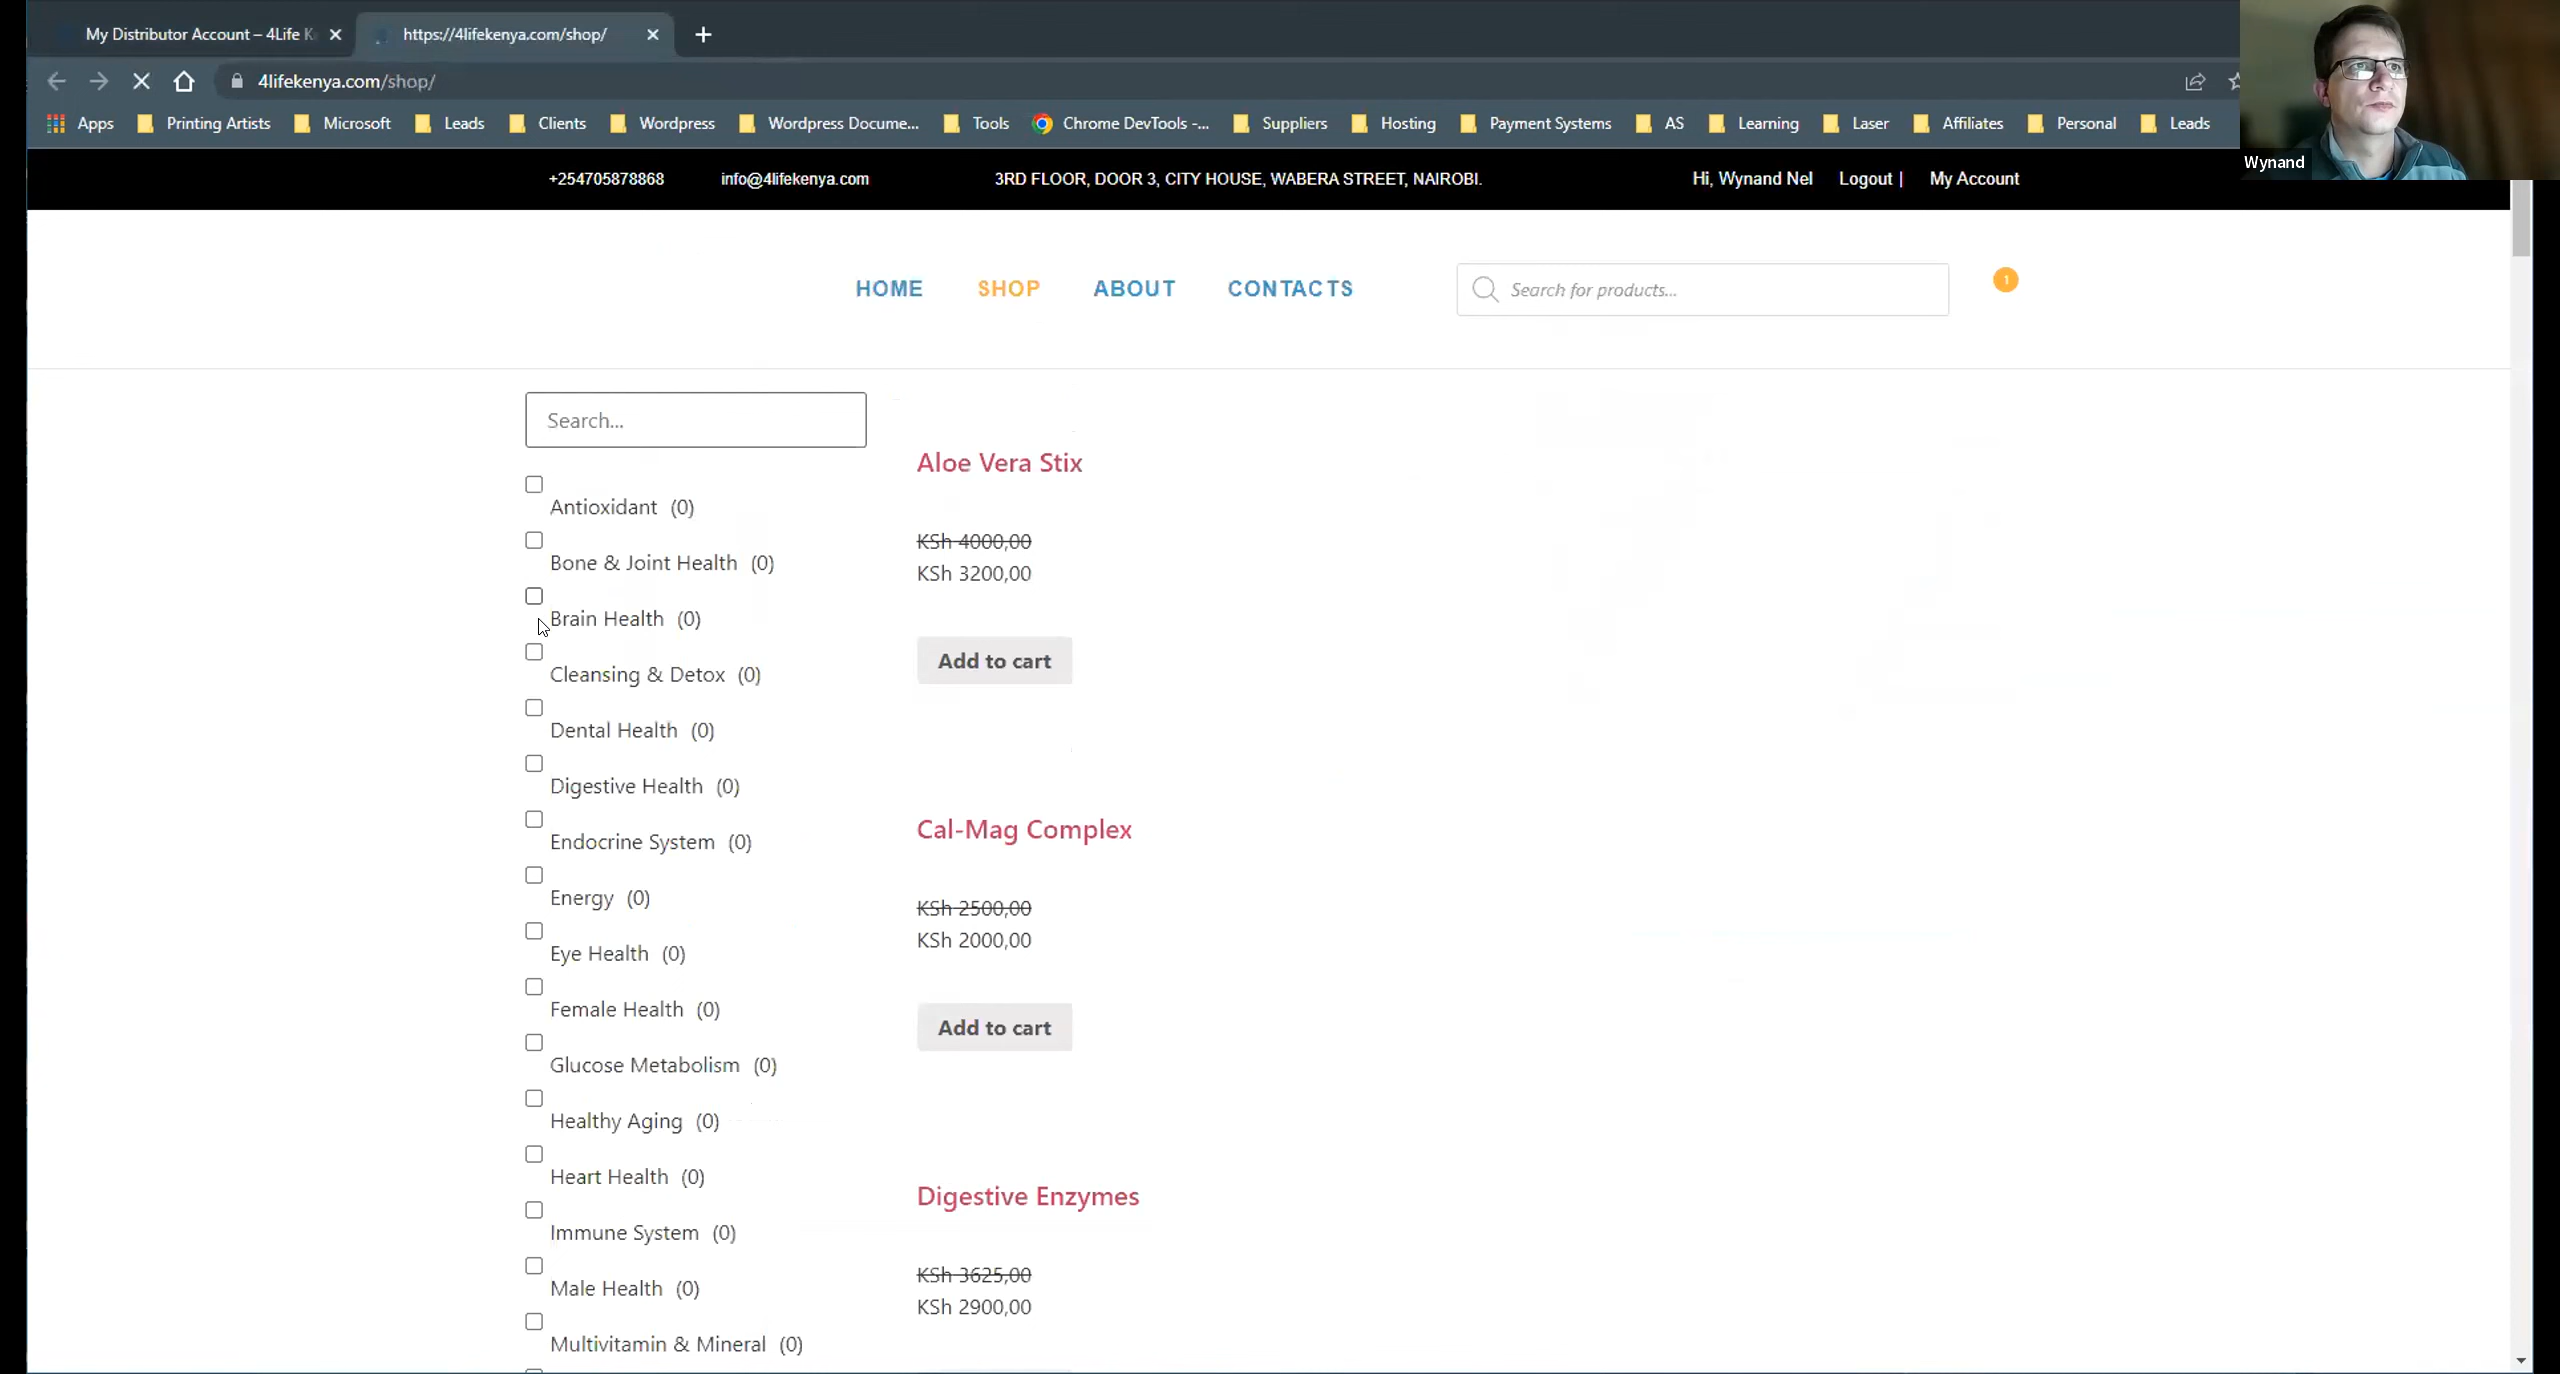 My Distributor Account – 4Life K
https://4lifekenya.com/shop/
4lifekenya.com/shop/
Apps Printing Artists Microsoft Leads Clients Wordpress Wordpress Docume... Tools Chrome DevTools -... Suppliers Hosting Payment Systems AS Learning Laser Affiliates Personal Leads
Wynand
+254705878868 info@4lifekenya.com 3RD FLOOR, DOOR 3, CITY HOUSE, WABERA STREET, NAIROBI. Hi, Wynand Nel Logout | My Account
HOME SHOP ABOUT CONTACTS Search for products... 1
Search...
Antioxidant (0)
Bone & Joint Health (0)
Brain Health (0)
Cleansing & Detox (0)
Dental Health (0)
Digestive Health (0)
Endocrine System (0)
Energy (0)
Eye Health (0)
Female Health (0)
Glucose Metabolism (0)
Healthy Aging (0)
Heart Health (0)
Immune System (0)
Male Health (0)
Multivitamin & Mineral (0)
Aloe Vera Stix
KSh 4000,00
KSh 3200,00
Add to cart
Cal-Mag Complex
KSh 2500,00
KSh 2000,00
Add to cart
Digestive Enzymes
KSh 3625,00
KSh 2900,00